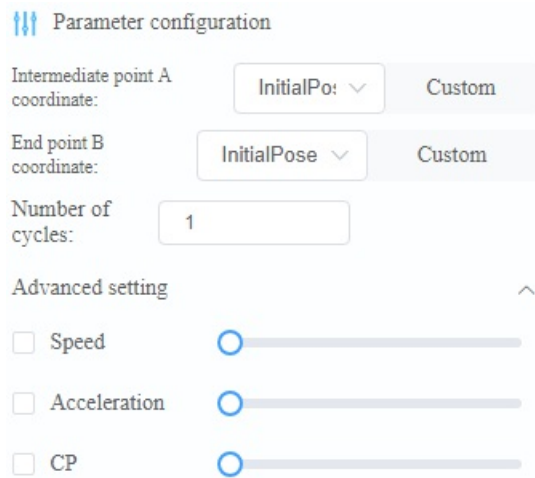 Parameter configuration
Intermediate point A
coordinate:
InitialPos
Custom
End point B
coordinate:
InitialPose
Custom
Number of
cycles:
1
Advanced setting
Speed
Acceleration
CP